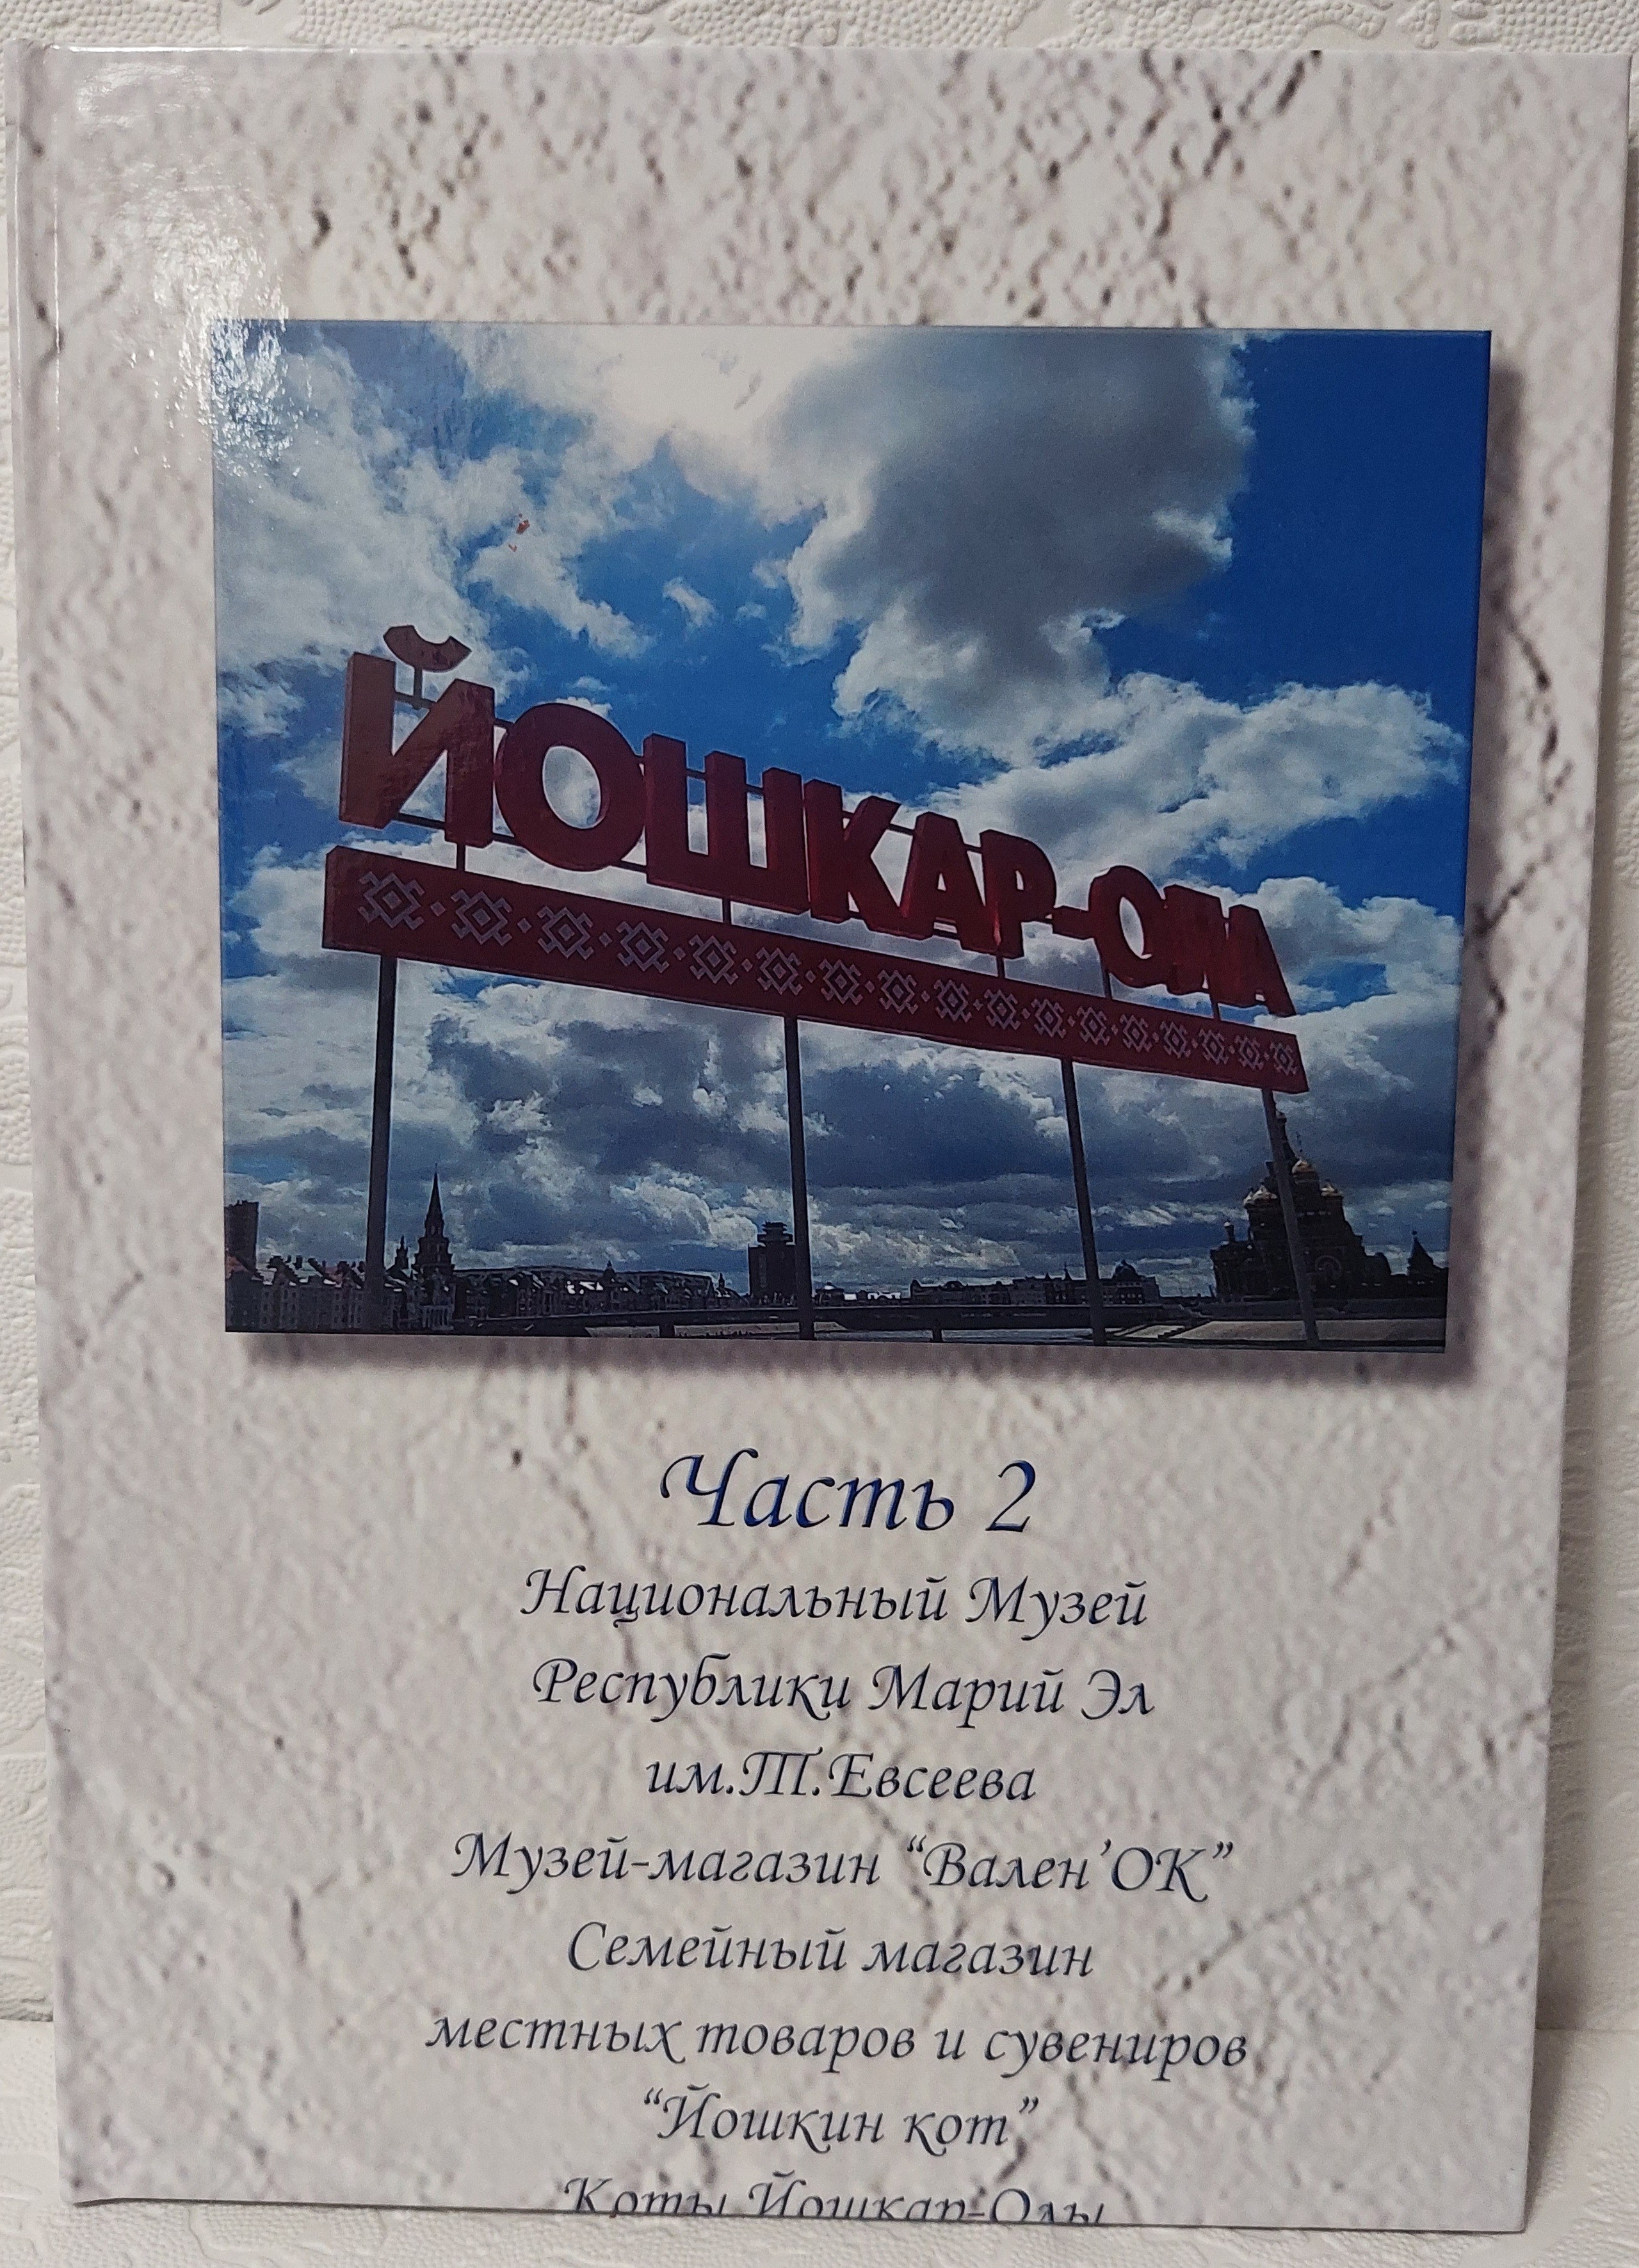 ЙОШКАР-ОЛА
Часть 2
Национальный Музей
Республики Марий Эл
им.Т.Евсеева
Музей-магазин “Вален’ОК”
Семейный магазин
местных товаров и сувениров
“Йошкин кот”
Коты Йошкар-Олы